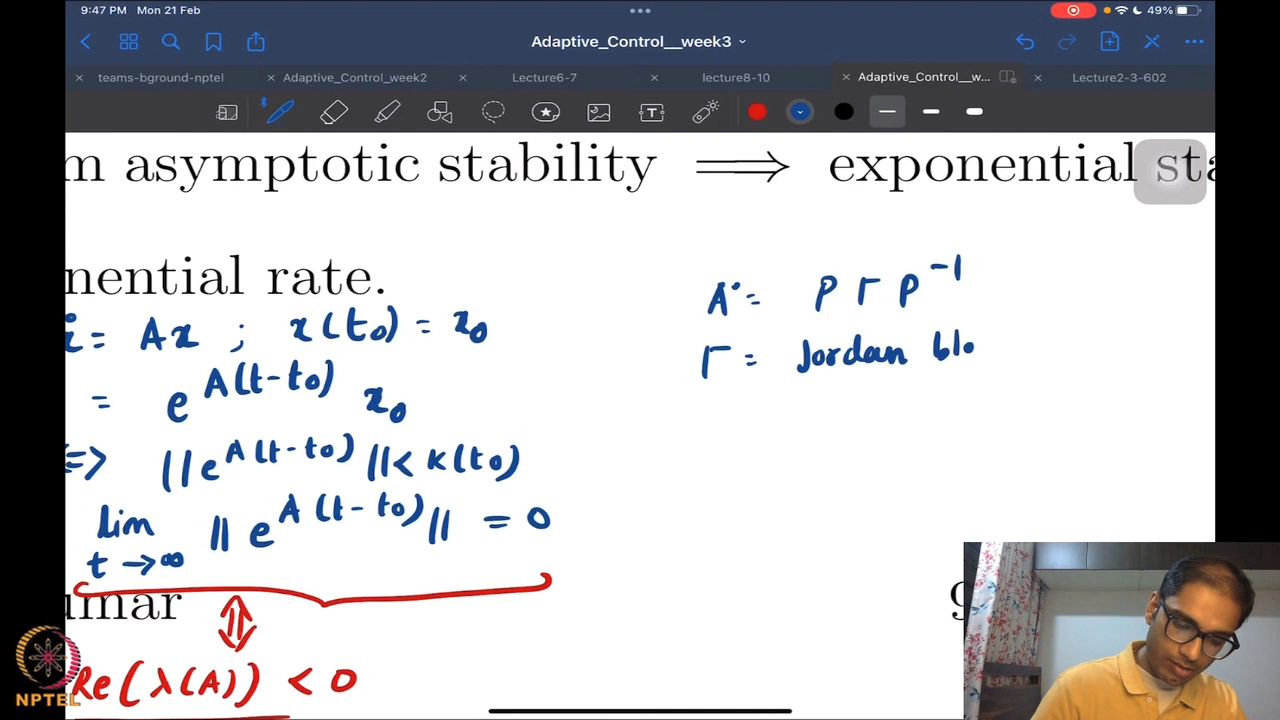 9:47 PM Mon 21 Feb
49%
Adaptive_Control__week3
teams-bground-nptel
Adaptive_Control_week2
Lecture6-7
lecture8-10
Adaptive_Control__w...
Lecture2-3-602
m asymptotic stability ⟹ exponential sta
nential rate.
ẋ = Ax ; x(t₀) = x₀
= e^{A(t-t₀)} x₀
=> ||e^{A(t-t₀)}|| < K(t₀)
lim t→∞ || e^{A(t-t₀)} || = 0
A = P Γ P^{-1}
Γ = Jordan blo
umar
g
Re(λ(A)) < 0
NPTEL